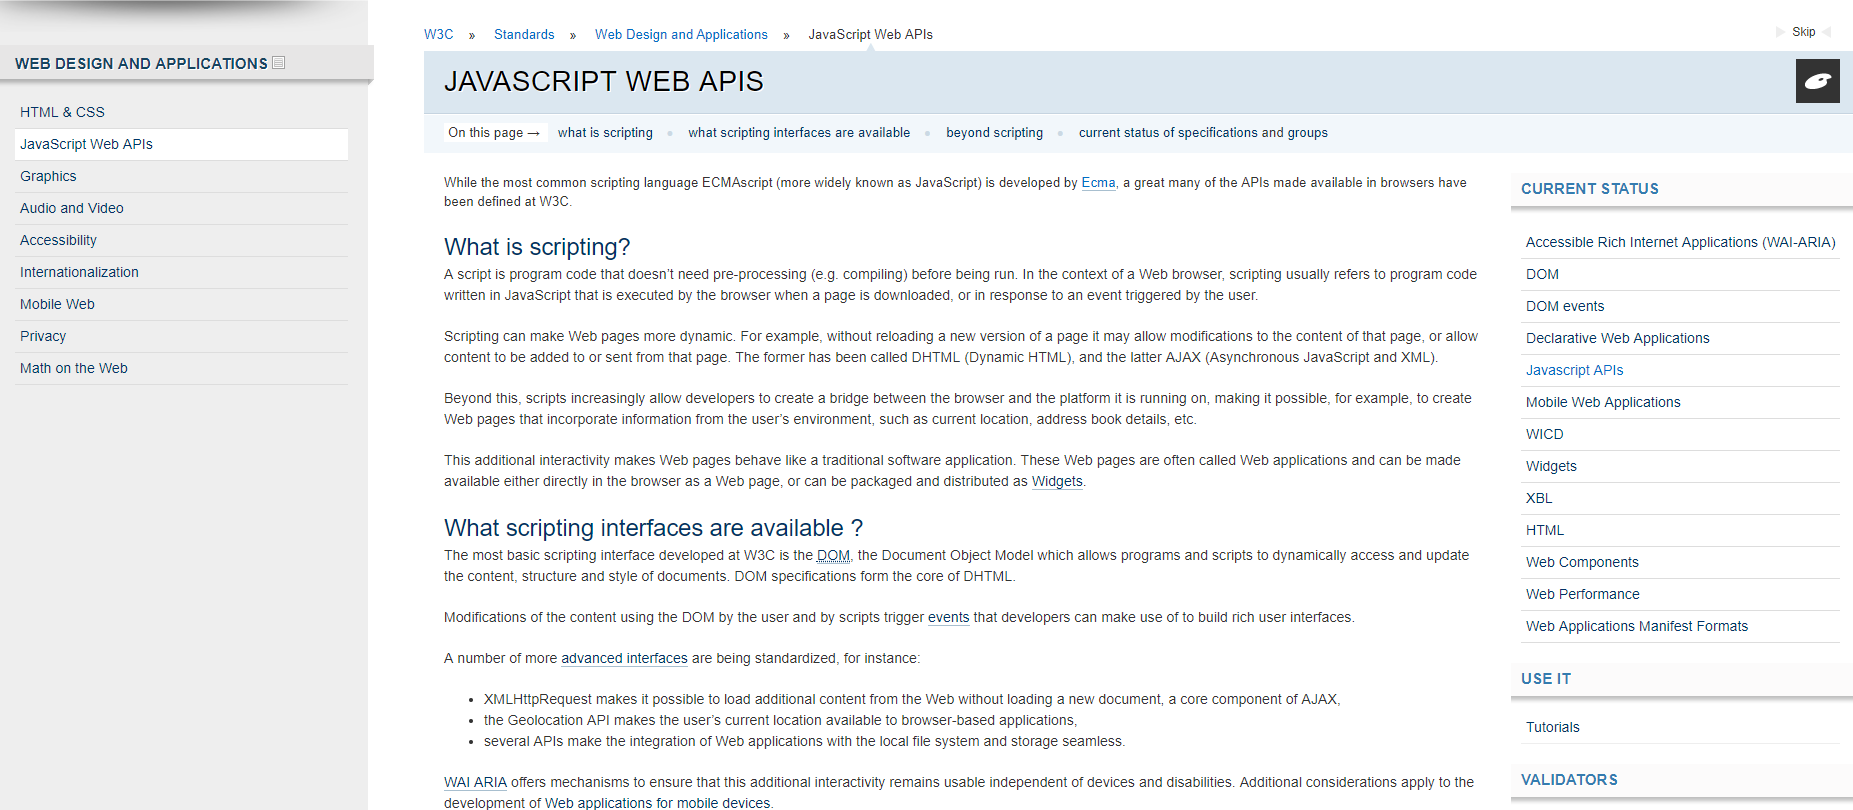 WEB DESIGN AND APPLICATIONS
HTML & CSS
JavaScript Web APIs
Graphics
Audio and Video
Accessibility
Internationalization
Mobile Web
Privacy
Math on the Web
W3C » Standards » Web Design and Applications » JavaScript Web APIs
Skip
JAVASCRIPT WEB APIS
On this page → what is scripting • what scripting interfaces are available • beyond scripting • current status of specifications and groups
While the most common scripting language ECMAscript (more widely known as JavaScript) is developed by Ecma, a great many of the APIs made available in browsers have
been defined at W3C.
What is scripting?
A script is program code that doesn’t need pre-processing (e.g. compiling) before being run. In the context of a Web browser, scripting usually refers to program code
written in JavaScript that is executed by the browser when a page is downloaded, or in response to an event triggered by the user.
Scripting can make Web pages more dynamic. For example, without reloading a new version of a page it may allow modifications to the content of that page, or allow
content to be added to or sent from that page. The former has been called DHTML (Dynamic HTML), and the latter AJAX (Asynchronous JavaScript and XML).
Beyond this, scripts increasingly allow developers to create a bridge between the browser and the platform it is running on, making it possible, for example, to create
Web pages that incorporate information from the user’s environment, such as current location, address book details, etc.
This additional interactivity makes Web pages behave like a traditional software application. These Web pages are often called Web applications and can be made
available either directly in the browser as a Web page, or can be packaged and distributed as Widgets.
What scripting interfaces are available ?
The most basic scripting interface developed at W3C is the DOM, the Document Object Model which allows programs and scripts to dynamically access and update
the content, structure and style of documents. DOM specifications form the core of DHTML.
Modifications of the content using the DOM by the user and by scripts trigger events that developers can make use of to build rich user interfaces.
A number of more advanced interfaces are being standardized, for instance:
• XMLHttpRequest makes it possible to load additional content from the Web without loading a new document, a core component of AJAX,
• the Geolocation API makes the user’s current location available to browser-based applications,
• several APIs make the integration of Web applications with the local file system and storage seamless.
WAI ARIA offers mechanisms to ensure that this additional interactivity remains usable independent of devices and disabilities. Additional considerations apply to the
development of Web applications for mobile devices.
CURRENT STATUS
Accessible Rich Internet Applications (WAI-ARIA)
DOM
DOM events
Declarative Web Applications
Javascript APIs
Mobile Web Applications
WICD
Widgets
XBL
HTML
Web Components
Web Performance
Web Applications Manifest Formats
USE IT
Tutorials
VALIDATORS